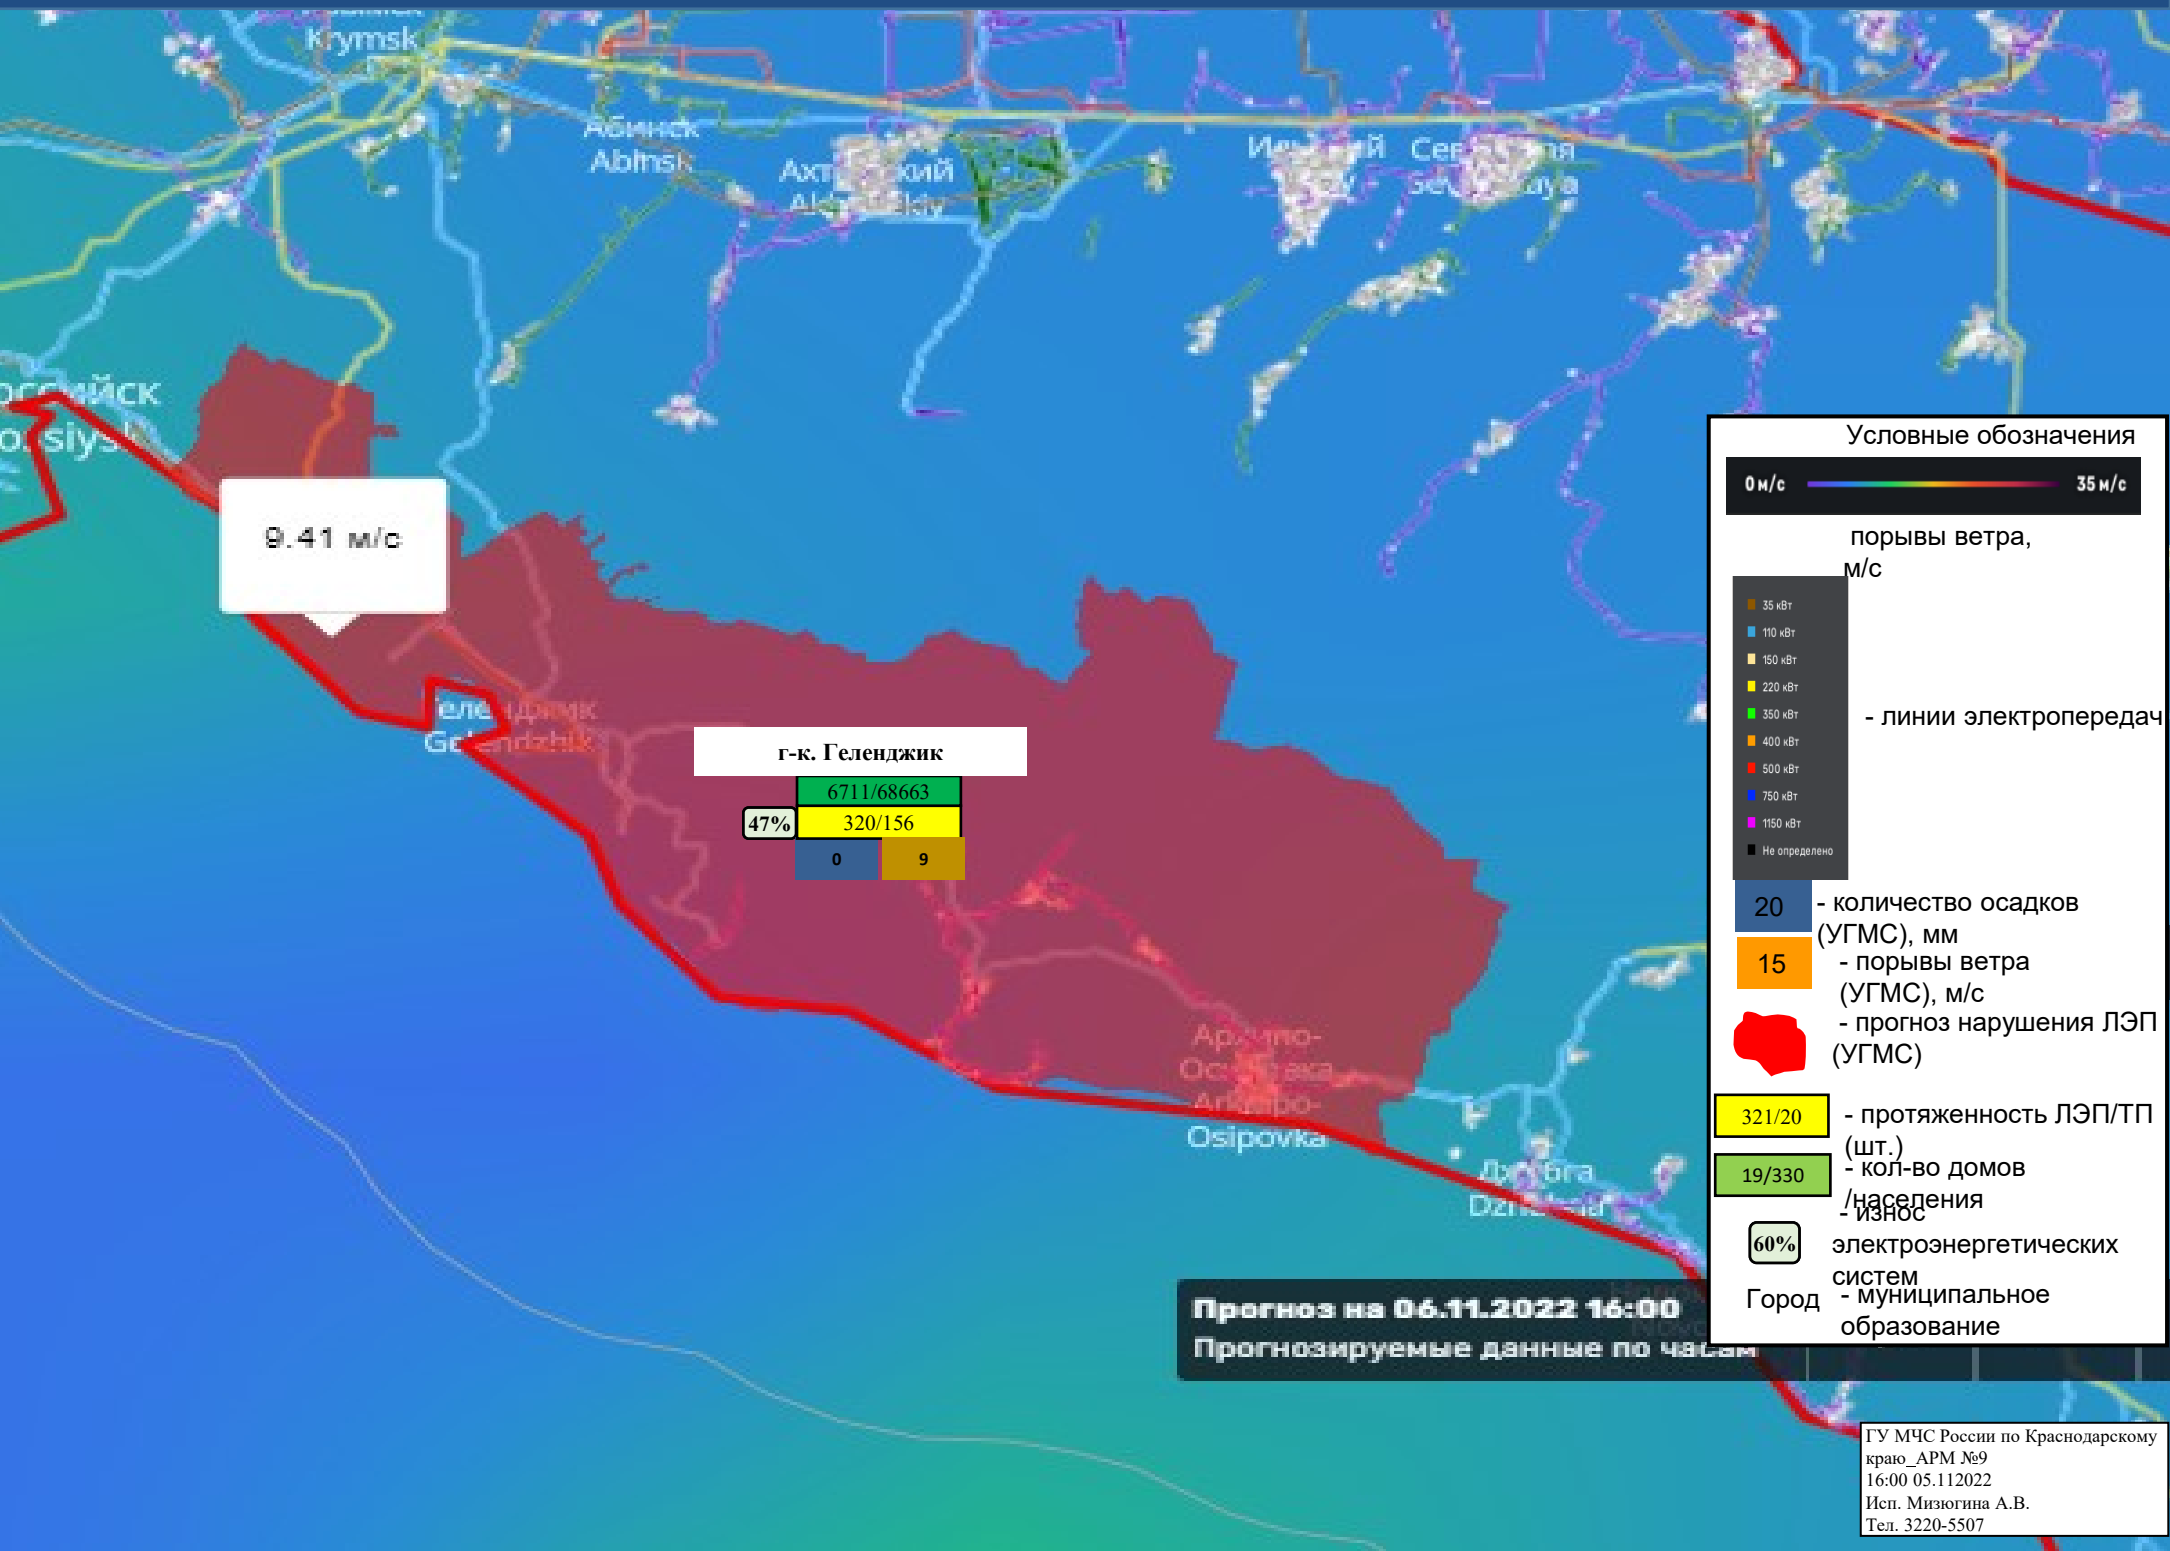 Krymsk
Абинск
Abinsk
9.41 м/с
г-к. Геленджик
6711/68663
47%
320/156
0
9
Osipovka
Прогноз на 06.11.2022 16:00
Прогнозируемые данные по часам
Условные обозначения
0 м/с
35 м/с
порывы ветра,
м/с
35 кВт
110 кВт
150 кВт
220 кВт
350 кВт
400 кВт
500 кВт
750 кВт
1150 кВт
Не определено
- линии электропередач
20
- количество осадков
(УГМС), мм
15
- порывы ветра
(УГМС), м/с
- прогноз нарушения ЛЭП
(УГМС)
321/20
- протяженность ЛЭП/ТП
(шт.)
19/330
- кол-во домов
/населения
60%
- износ
электроэнергетических
систем
Город
- муниципальное
образование
ГУ МЧС России по Краснодарскому
краю_АРМ №9
16:00 05.112022
Исп. Мизюгина А.В.
Тел. 3220-5507